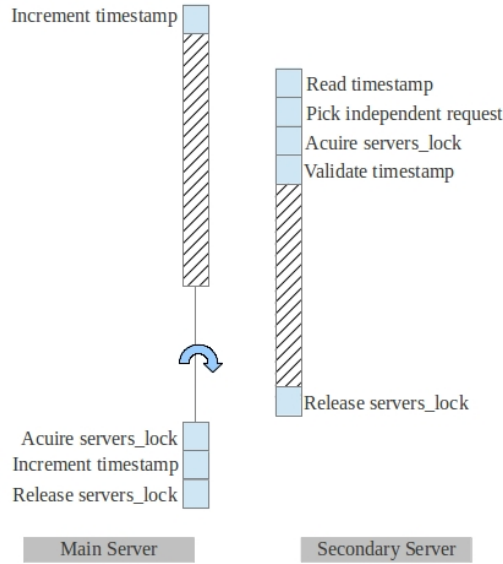 Increment timestamp
Read timestamp
Pick independent request
Acuire servers_lock
Validate timestamp
Release servers_lock
Acuire servers_lock
Increment timestamp
Release servers_lock
Main Server
Secondary Server